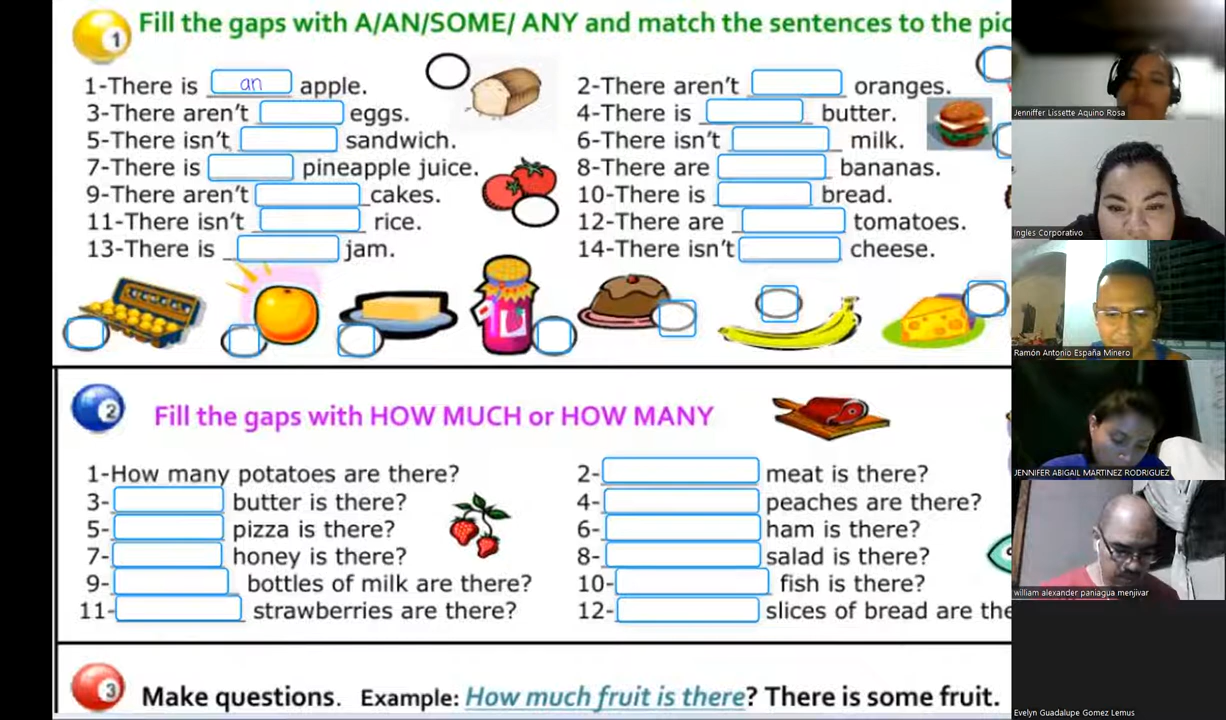 1
Fill the gaps with A/AN/SOME/ ANY and match the sentences to the pic
1-There is an apple.
2-There aren't oranges.
3-There aren't eggs.
4-There is butter.
5-There isn't sandwich.
6-There isn't milk.
7-There is pineapple juice.
8-There are bananas.
9-There aren't cakes.
10-There is bread.
11-There isn't rice.
12-There are tomatoes.
13-There is jam.
14-There isn't cheese.
2
Fill the gaps with HOW MUCH or HOW MANY
1-How many potatoes are there?
2- meat is there?
3- butter is there?
4- peaches are there?
5- pizza is there?
6- ham is there?
7- honey is there?
8- salad is there?
9- bottles of milk are there?
10- fish is there?
11- strawberries are there?
12- slices of bread are the
3
Make questions. Example: How much fruit is there? There is some fruit.
Jenniffer Lissette Aquino Rosa
Ingles Corporativo
Ramón Antonio España Minero
JENNIFER ABIGAIL MARTINEZ RODRIGUEZ
william alexander paniagua menjivar
Evelyn Guadalupe Gomez Lemus